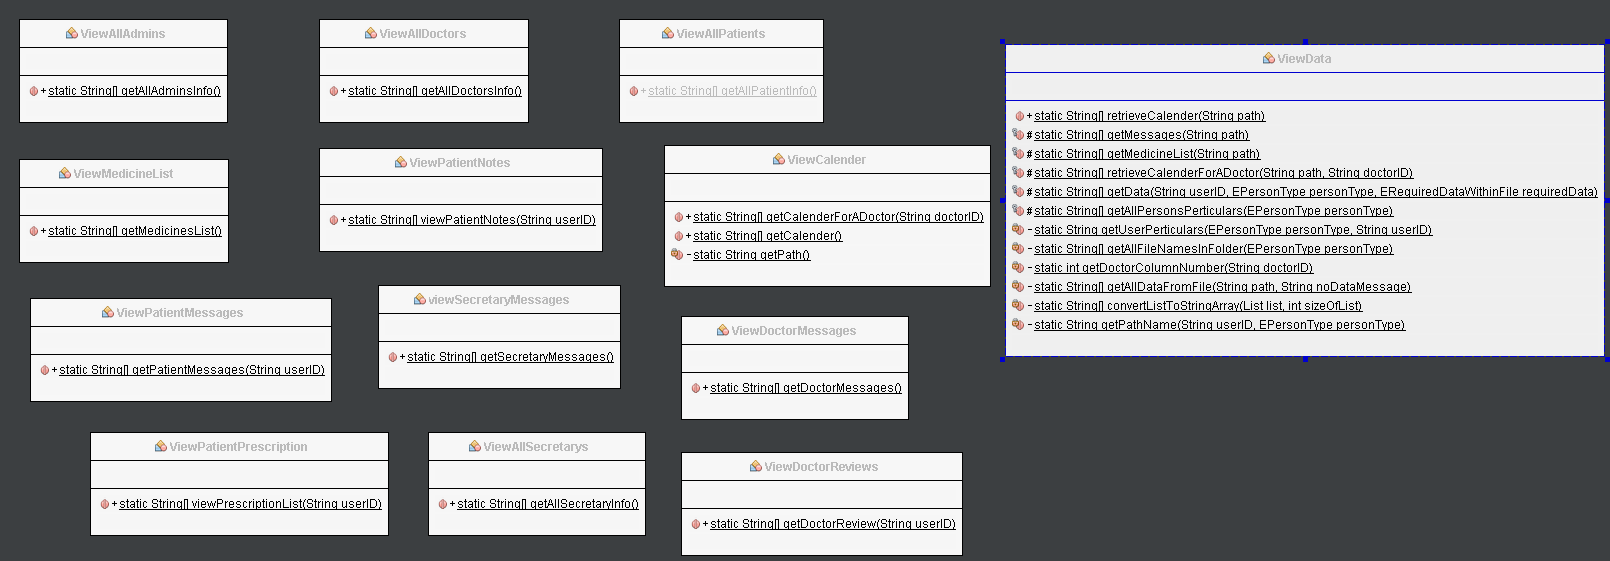 ViewAllAdmins
+ static String[] getAllAdminsInfo()
ViewAllDoctors
+ static String[] getAllDoctorsInfo()
ViewAllPatients
+ static String[] getAllPatientInfo()
ViewData
+ static String[] retrieveCalender(String path)
# static String[] getMessages(String path)
# static String[] getMedicineList(String path)
# static String[] retrieveCalenderForADoctor(String path, String doctorID)
# static String[] getData(String userID, EPersonType personType, ERequiredDataWithinFile requiredData)
# static String[] getAllPersonsPerticulars(EPersonType personType)
- static String[] getUserPerticulars(EPersonType personType, String userID)
- static String[] getAllFileNamesInFolder(EPersonType personType)
- static int getDoctorColumnNumber(String doctorID)
- static String[] getAllDataFromFile(String path, String noDataMessage)
- static String[] convertListToStringArray(List list, int sizeOfList)
- static String getPathName(String userID, EPersonType personType)
ViewMedicineList
+ static String[] getMedicinesList()
ViewPatientNotes
+ static String[] viewPatientNotes(String userID)
ViewCalender
+ static String[] getCalenderForADoctor(String doctorID)
+ static String[] getCalender()
- static String getPath()
ViewPatientMessages
+ static String[] getPatientMessages(String userID)
viewSecretaryMessages
+ static String[] getSecretaryMessages()
ViewDoctorMessages
+ static String[] getDoctorMessages()
ViewPatientPrescription
+ static String[] viewPrescriptionList(String userID)
ViewAllSecretarys
+ static String[] getAllSecretaryInfo()
ViewDoctorReviews
+ static String[] getDoctorReview(String userID)